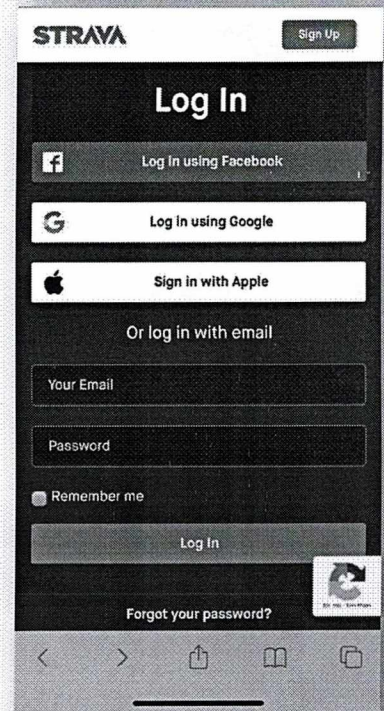 STRAVA
Sign Up
Log In
Log In using Facebook
Log in using Google
Sign in with Apple
Or log in with email
Your Email
Password
Remember me
Log In
Forgot your password?